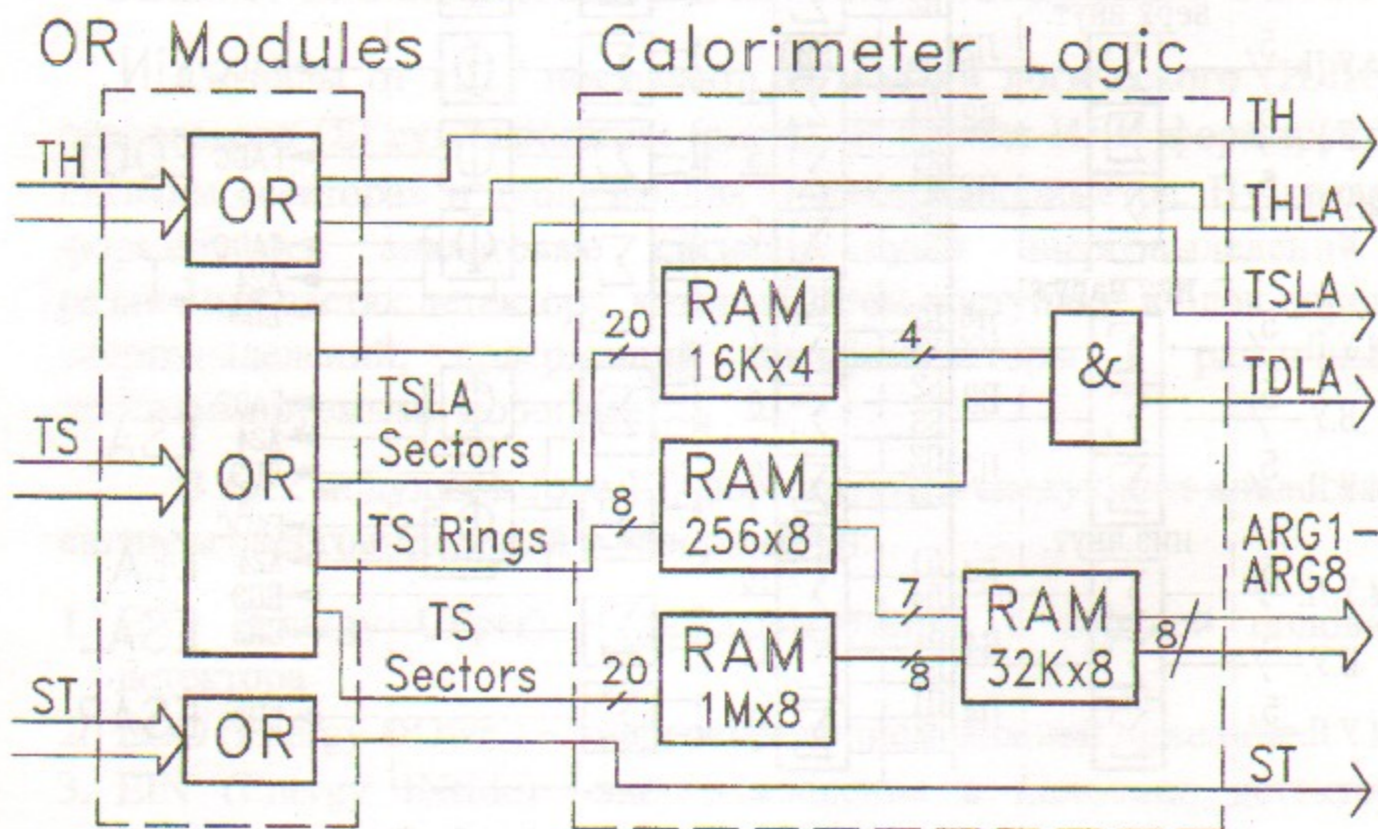 OR Modules
Calorimeter Logic
TH
OR
TH
THLA
TSLA
TDLA
RAM
16Kx4
20
4
&
TS
OR
TSLA
Sectors
TS Rings
8
RAM
256x8
7
ARG1-
ARG8
TS
Sectors
20
RAM
1Mx8
8
RAM
32Kx8
8
ST
OR
ST